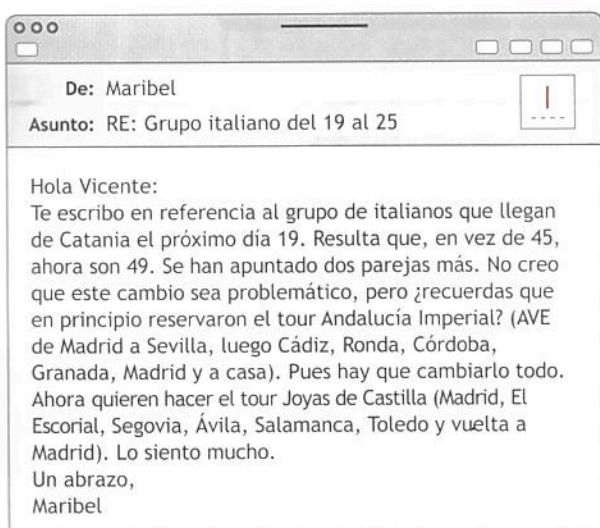 De: Maribel
Asunto: RE: Grupo italiano del 19 al 25
Hola Vicente:
Te escribo en referencia al grupo de italianos que llegan
de Catania el próximo día 19. Resulta que, en vez de 45,
ahora son 49. Se han apuntado dos parejas más. No creo
que este cambio sea problemático, pero ¿recuerdas que
en principio reservaron el tour Andalucía Imperial? (AVE
de Madrid a Sevilla, luego Cádiz, Ronda, Córdoba,
Granada, Madrid y a casa). Pues hay que cambiarlo todo.
Ahora quieren hacer el tour Joyas de Castilla (Madrid, El
Escorial, Segovia, Ávila, Salamanca, Toledo y vuelta a
Madrid). Lo siento mucho.
Un abrazo,
Maribel